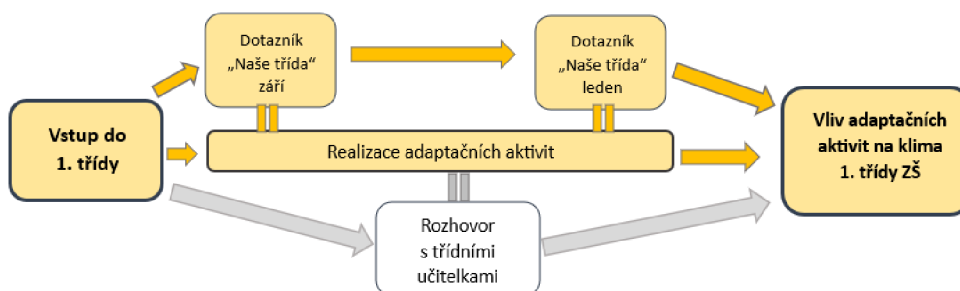 Dotazník
„Naše třída“
září
Dotazník
„Naše třída“
leden
Vstup do
1. třídy
Realizace adaptačních aktivit
Vliv adaptačních
aktivit na klima
1. třídy ZŠ
Rozhovor
s třídními
učitelkami